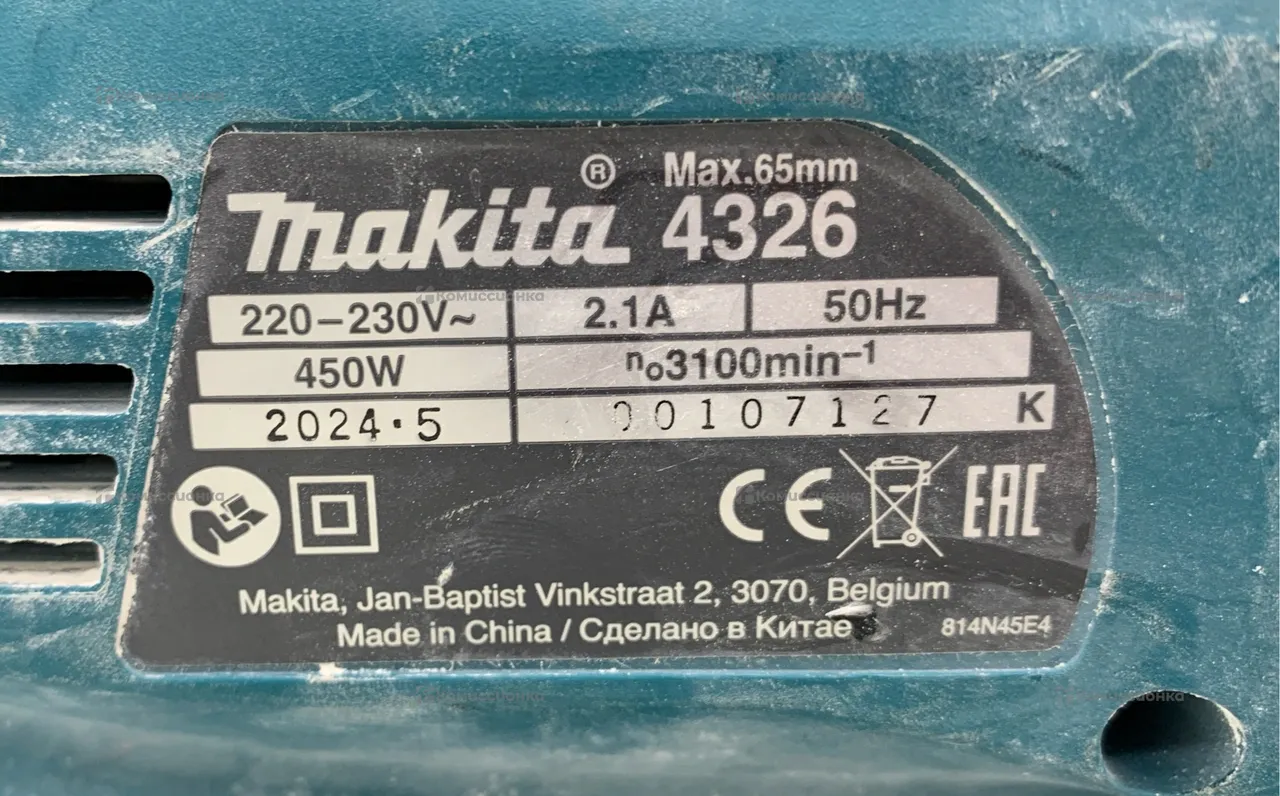 Max.65mm
makita® 4326
220–230V~ 2.1A 50Hz
450W n₀3100min⁻¹
2024・5 00107127 K
CE EAC
Makita, Jan-Baptist Vinkstraat 2, 3070, Belgium
Made in China / Сделано в Китае 814N45E4
Комиссионка